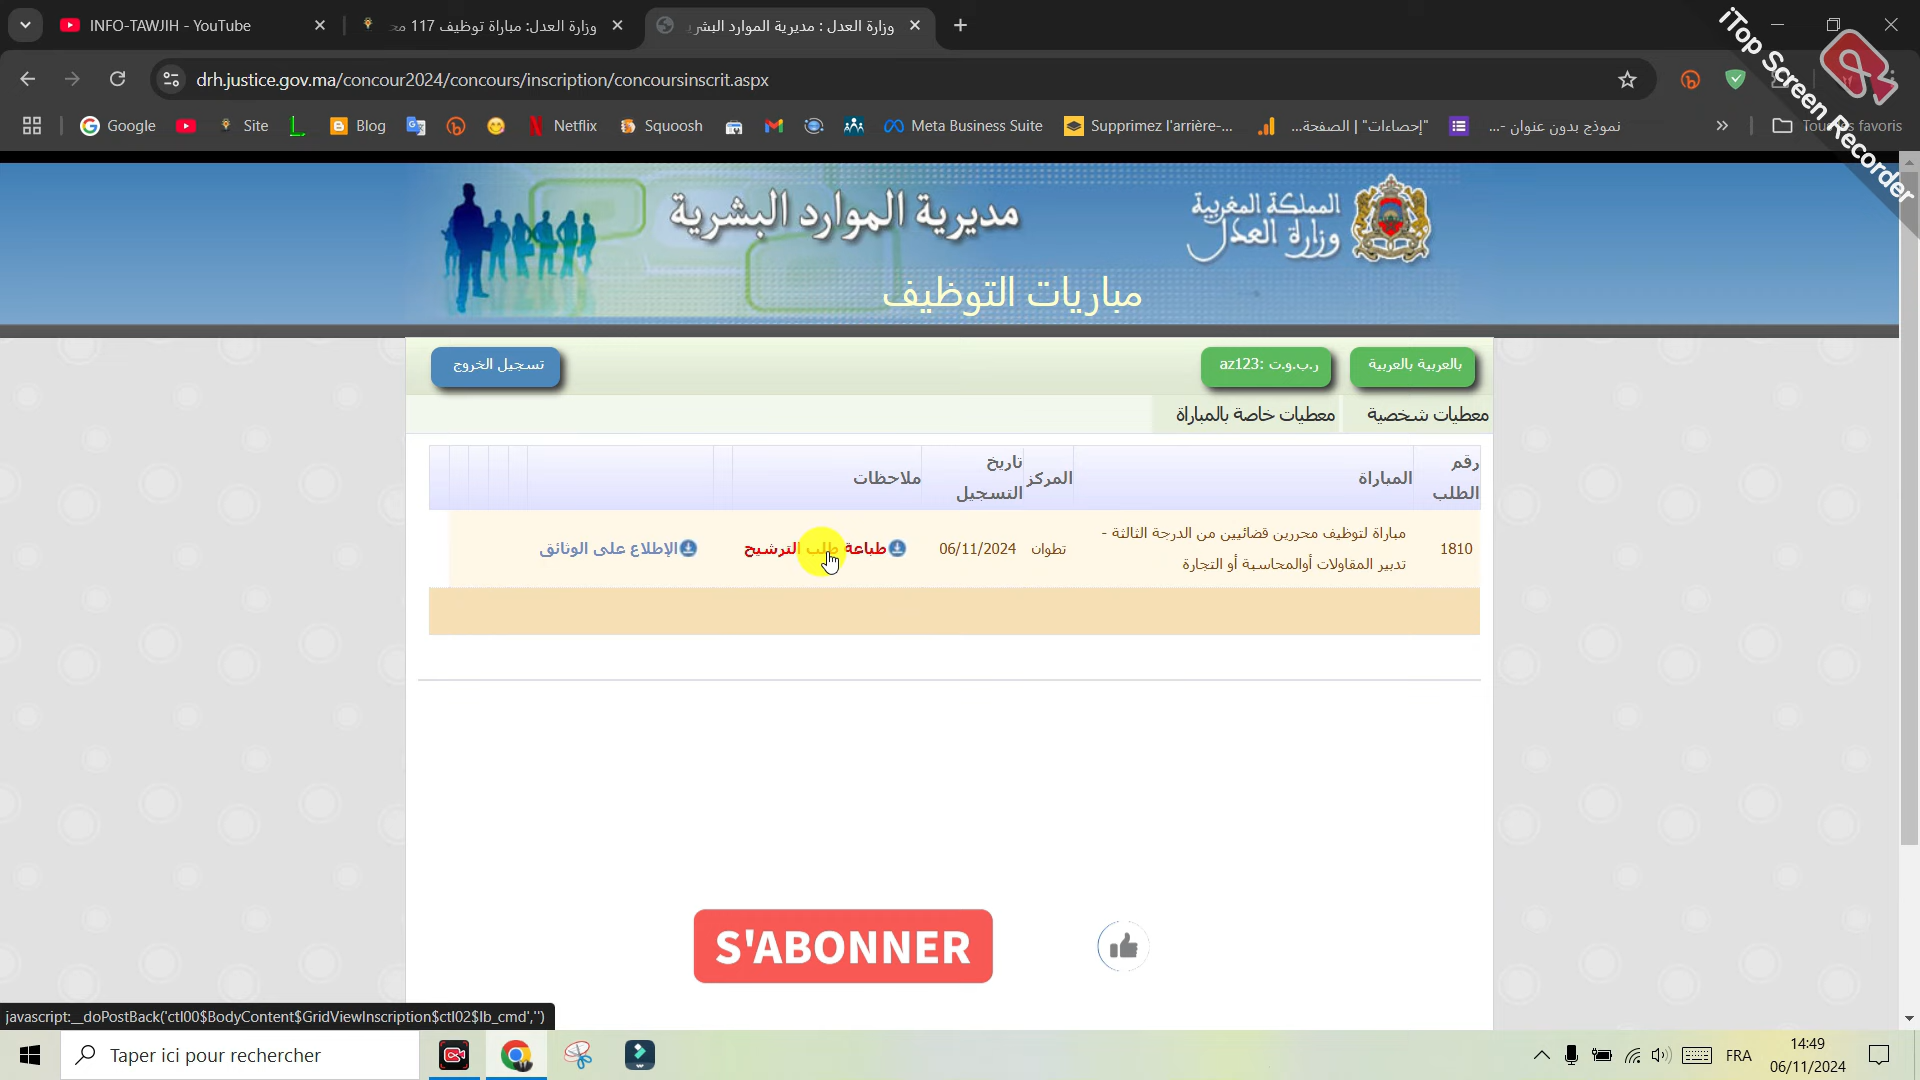 INFO-TAWJIH - YouTube
وزارة العدل: مباراة توظيف 117 مح
وزارة العدل : مديرية الموارد البشري
drh.justice.gov.ma/concour2024/concours/inscription/concoursinscrit.aspx
Google
Site
Blog
Netflix
Squoosh
Meta Business Suite
Supprimez l'arrière-...
"إحصاءات" | الصفحة...
نموذج بدون عنوان -...
iTop Screen Recorder
المملكة المغربية
وزارة العدل
مديرية الموارد البشرية
مباريات التوظيف
بالعربية بالعربية
ر.ب.و.ت :az123
تسجيل الخروج
معطيات شخصية
معطيات خاصة بالمباراة
رقم الطلب
المباراة
المركز
تاريخ التسجيل
ملاحظات
1810
مباراة لتوظيف محررين قضائيين من الدرجة الثالثة -
تدبير المقاولات أوالمحاسبة أو التجارة
تطوان
06/11/2024
طباعة طلب الترشيح
الإطلاع على الوثائق
S'ABONNER
javascript:__doPostBack('ctl00$BodyContent$GridViewInscription$ctl02$lb_cmd','')
Taper ici pour rechercher
FRA
14:49
06/11/2024